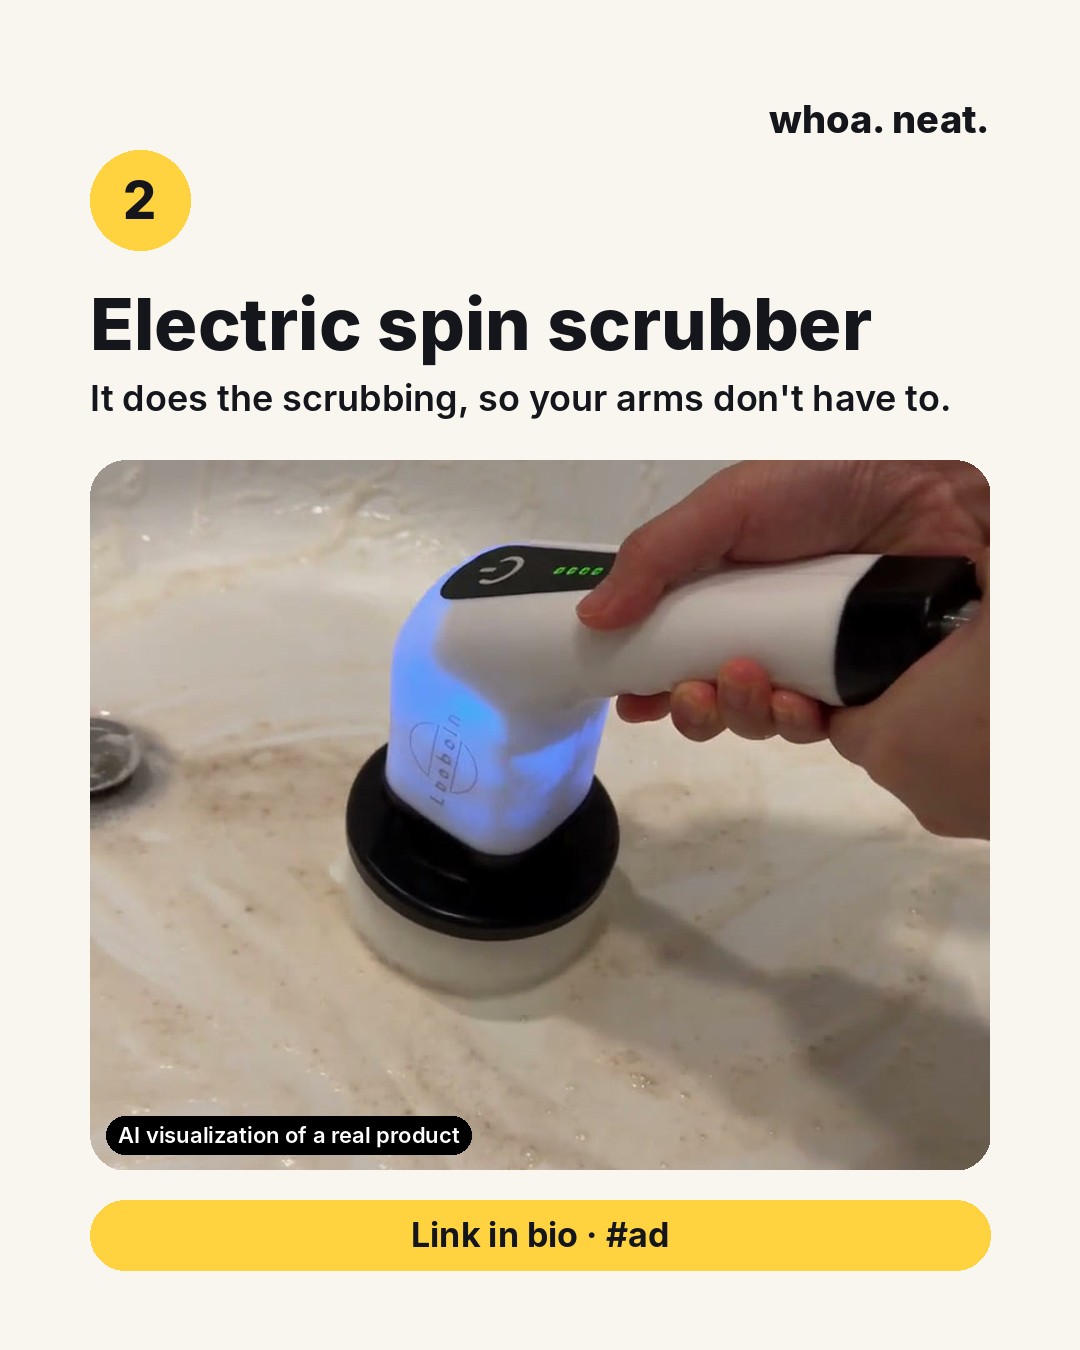 whoa. neat.
2
Electric spin scrubber
It does the scrubbing, so your arms don't have to.
Looboin
AI visualization of a real product
Link in bio · #ad